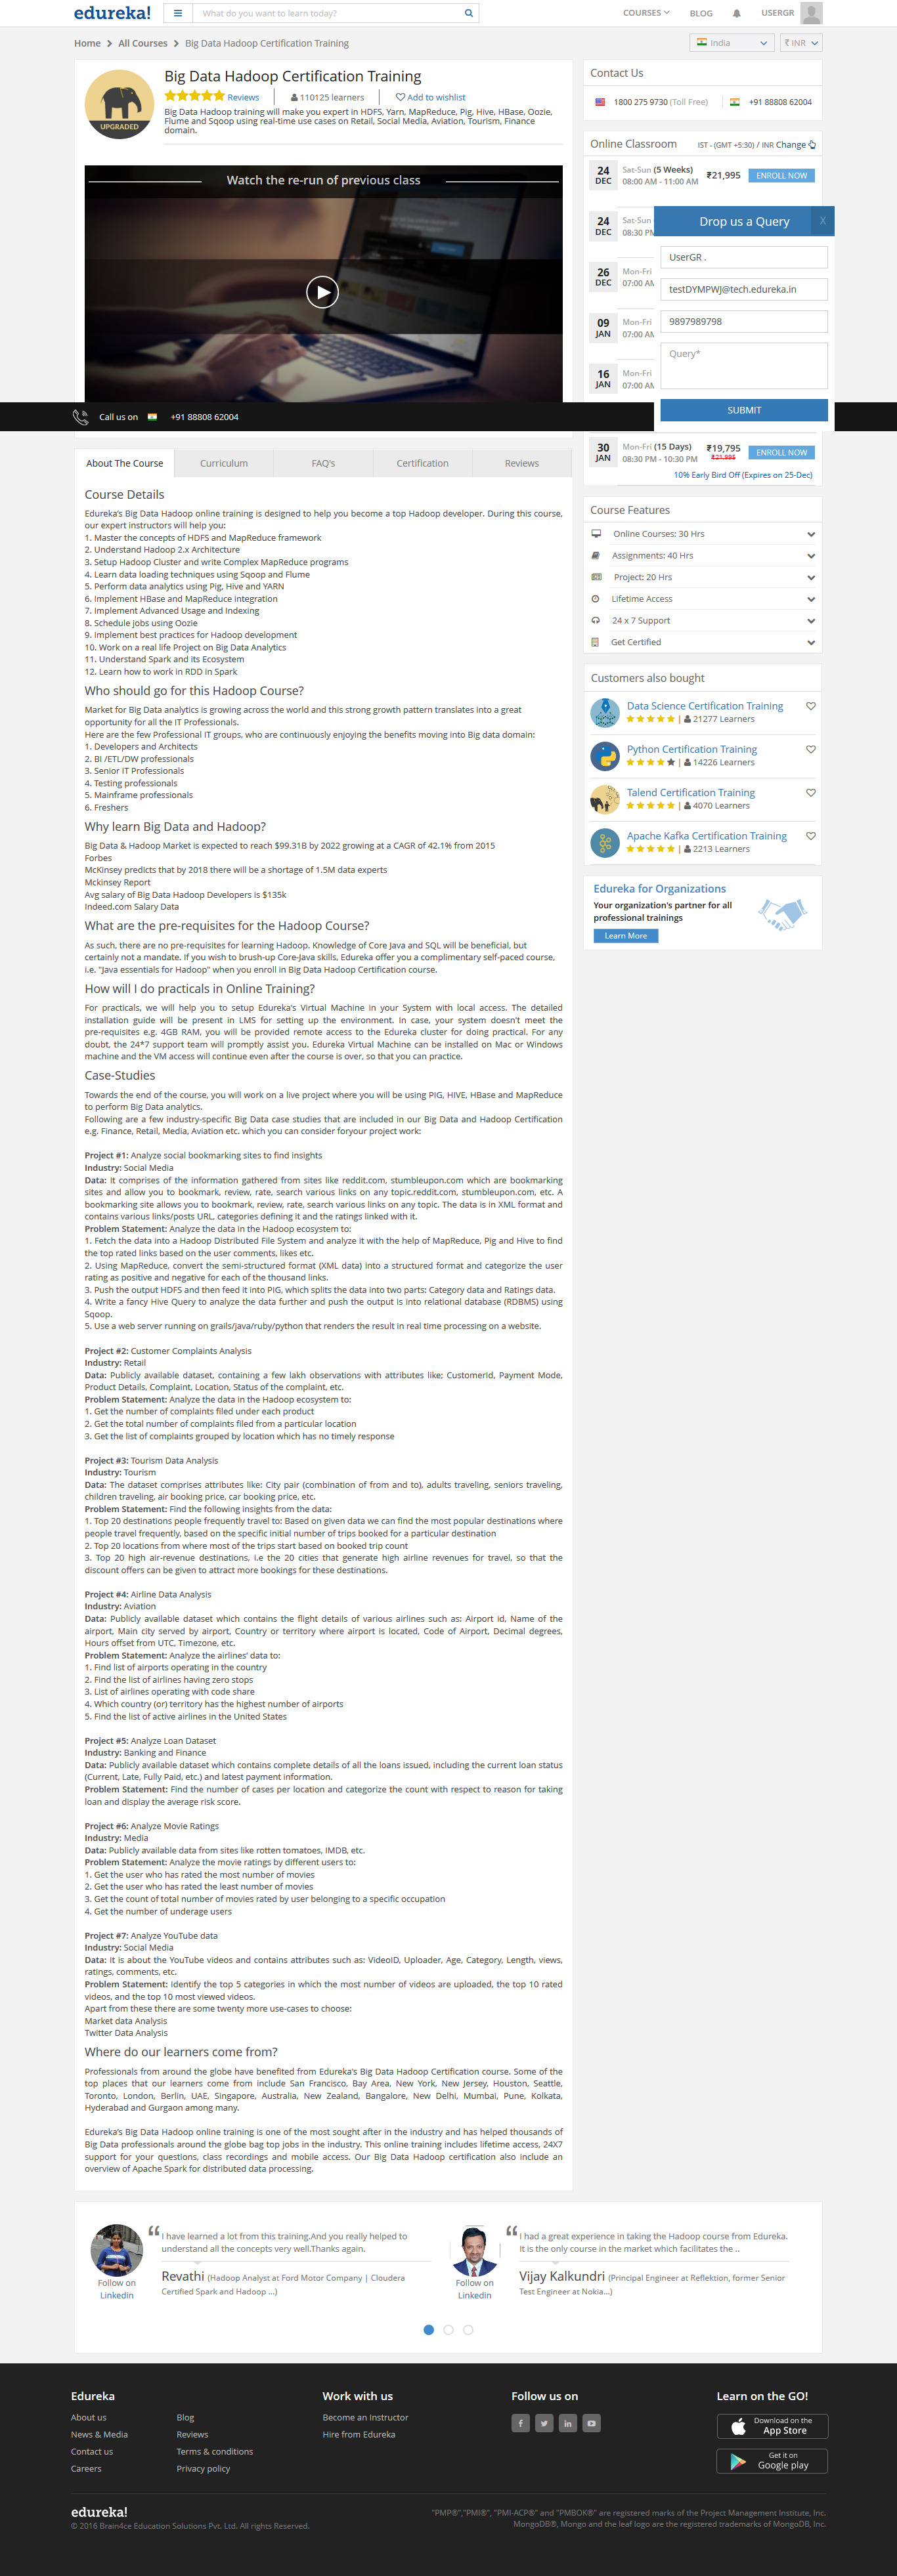 edureka!
What do you want to learn today?
COURSES
BLOG
USERGR
Home
All Courses
Big Data Hadoop Certification Training
India
₹ INR
UPGRADED
Big Data Hadoop Certification Training
Reviews
110125 learners
Add to wishlist
Big Data Hadoop training will make you expert in HDFS, Yarn, MapReduce, Pig, Hive, HBase, Oozie,
Flume and Sqoop using real-time use cases on Retail, Social Media, Aviation, Tourism, Finance
domain.
Watch the re-run of previous class
Call us on
+91 88808 62004
Contact Us
1800 275 9730 (Toll Free)
+91 88808 62004
Online Classroom
IST - (GMT +5:30) / INR Change
24
DEC
Sat-Sun (5 Weeks)
08:00 AM - 11:00 AM
₹21,995
ENROLL NOW
24
DEC
Sat-Sun
08:30 PM
26
DEC
Mon-Fri
07:00 AM
09
JAN
Mon-Fri
07:00 AM
16
JAN
Mon-Fri
07:00 AM
Drop us a Query
X
UserGR .
testDYMPWJ@tech.edureka.in
9897989798
Query*
SUBMIT
30
JAN
Mon-Fri (15 Days)
08:30 PM - 10:30 PM
₹19,795
₹21,995
ENROLL NOW
10% Early Bird Off (Expires on 25-Dec)
About The Course
Curriculum
FAQ's
Certification
Reviews
Course Details
Edureka's Big Data Hadoop online training is designed to help you become a top Hadoop developer. During this course,
our expert instructors will help you:
1. Master the concepts of HDFS and MapReduce framework
2. Understand Hadoop 2.x Architecture
3. Setup Hadoop Cluster and write Complex MapReduce programs
4. Learn data loading techniques using Sqoop and Flume
5. Perform data analytics using Pig, Hive and YARN
6. Implement HBase and MapReduce integration
7. Implement Advanced Usage and Indexing
8. Schedule jobs using Oozie
9. Implement best practices for Hadoop development
10. Work on a real life Project on Big Data Analytics
11. Understand Spark and its Ecosystem
12. Learn how to work in RDD in Spark
Who should go for this Hadoop Course?
Market for Big Data analytics is growing across the world and this strong growth pattern translates into a great
opportunity for all the IT Professionals.
Here are the few Professional IT groups, who are continuously enjoying the benefits moving into Big data domain:
1. Developers and Architects
2. BI /ETL/DW professionals
3. Senior IT Professionals
4. Testing professionals
5. Mainframe professionals
6. Freshers
Why learn Big Data and Hadoop?
Big Data & Hadoop Market is expected to reach $99.31B by 2022 growing at a CAGR of 42.1% from 2015
Forbes
McKinsey predicts that by 2018 there will be a shortage of 1.5M data experts
Mckinsey Report
Avg salary of Big Data Hadoop Developers is $135k
Indeed.com Salary Data
What are the pre-requisites for the Hadoop Course?
As such, there are no pre-requisites for learning Hadoop. Knowledge of Core Java and SQL will be beneficial, but
certainly not a mandate. If you wish to brush-up Core-Java skills, Edureka offer you a complimentary self-paced course,
i.e. "Java essentials for Hadoop" when you enroll in Big Data Hadoop Certification course.
How will I do practicals in Online Training?
For practicals, we will help you to setup Edureka's Virtual Machine in your System with local access. The detailed
installation guide will be present in LMS for setting up the environment. In case, your system doesn't meet the
pre-requisites e.g. 4GB RAM, you will be provided remote access to the Edureka cluster for doing practical. For any
doubt, the 24*7 support team will promptly assist you. Edureka Virtual Machine can be installed on Mac or Windows
machine and the VM access will continue even after the course is over, so that you can practice.
Case-Studies
Towards the end of the course, you will work on a live project where you will be using PIG, HIVE, HBase and MapReduce
to perform Big Data analytics.
Following are a few industry-specific Big Data case studies that are included in our Big Data and Hadoop Certification
e.g. Finance, Retail, Media, Aviation etc. which you can consider foryour project work:
Project #1: Analyze social bookmarking sites to find insights
Industry: Social Media
Data: It comprises of the information gathered from sites like reddit.com, stumbleupon.com which are bookmarking
sites and allow you to bookmark, review, rate, search various links on any topic.reddit.com, stumbleupon.com, etc. A
bookmarking site allows you to bookmark, review, rate, search various links on any topic. The data is in XML format and
contains various links/posts URL, categories defining it and the ratings linked with it.
Problem Statement: Analyze the data in the Hadoop ecosystem to:
1. Fetch the data into a Hadoop Distributed File System and analyze it with the help of MapReduce, Pig and Hive to find
the top rated links based on the user comments, likes etc.
2. Using MapReduce, convert the semi-structured format (XML data) into a structured format and categorize the user
rating as positive and negative for each of the thousand links.
3. Push the output HDFS and then feed it into PIG, which splits the data into two parts: Category data and Ratings data.
4. Write a fancy Hive Query to analyze the data further and push the output is into relational database (RDBMS) using
Sqoop.
5. Use a web server running on grails/java/ruby/python that renders the result in real time processing on a website.
Project #2: Customer Complaints Analysis
Industry: Retail
Data: Publicly available dataset, containing a few lakh observations with attributes like; CustomerId, Payment Mode,
Product Details, Complaint, Location, Status of the complaint, etc.
Problem Statement: Analyze the data in the Hadoop ecosystem to:
1. Get the number of complaints filed under each product
2. Get the total number of complaints filed from a particular location
3. Get the list of complaints grouped by location which has no timely response
Project #3: Tourism Data Analysis
Industry: Tourism
Data: The dataset comprises attributes like: City pair (combination of from and to), adults traveling, seniors traveling,
children traveling, air booking price, car booking price, etc.
Problem Statement: Find the following insights from the data:
1. Top 20 destinations people frequently travel to: Based on given data we can find the most popular destinations where
people travel frequently, based on the specific initial number of trips booked for a particular destination
2. Top 20 locations from where most of the trips start based on booked trip count
3. Top 20 high air-revenue destinations, i.e the 20 cities that generate high airline revenues for travel, so that the
discount offers can be given to attract more bookings for these destinations.
Project #4: Airline Data Analysis
Industry: Aviation
Data: Publicly available dataset which contains the flight details of various airlines such as: Airport id, Name of the
airport, Main city served by airport, Country or territory where airport is located, Code of Airport, Decimal degrees,
Hours offset from UTC, Timezone, etc.
Problem Statement: Analyze the airlines' data to:
1. Find list of airports operating in the country
2. Find the list of airlines having zero stops
3. List of airlines operating with code share
4. Which country (or) territory has the highest number of airports
5. Find the list of active airlines in the United States
Project #5: Analyze Loan Dataset
Industry: Banking and Finance
Data: Publicly available dataset which contains complete details of all the loans issued, including the current loan status
(Current, Late, Fully Paid, etc.) and latest payment information.
Problem Statement: Find the number of cases per location and categorize the count with respect to reason for taking
loan and display the average risk score.
Project #6: Analyze Movie Ratings
Industry: Media
Data: Publicly available data from sites like rotten tomatoes, IMDB, etc.
Problem Statement: Analyze the movie ratings by different users to:
1. Get the user who has rated the most number of movies
2. Get the user who has rated the least number of movies
3. Get the count of total number of movies rated by user belonging to a specific occupation
4. Get the number of underage users
Project #7: Analyze YouTube data
Industry: Social Media
Data: It is about the YouTube videos and contains attributes such as: VideoID, Uploader, Age, Category, Length, views,
ratings, comments, etc.
Problem Statement: Identify the top 5 categories in which the most number of videos are uploaded, the top 10 rated
videos, and the top 10 most viewed videos.
Apart from these there are some twenty more use-cases to choose:
Market data Analysis
Twitter Data Analysis
Where do our learners come from?
Professionals from around the globe have benefited from Edureka's Big Data Hadoop Certification course. Some of the
top places that our learners come from include San Francisco, Bay Area, New York, New Jersey, Houston, Seattle,
Toronto, London, Berlin, UAE, Singapore, Australia, New Zealand, Bangalore, New Delhi, Mumbai, Pune, Kolkata,
Hyderabad and Gurgaon among many.
Edureka's Big Data Hadoop online training is one of the most sought after in the industry and has helped thousands of
Big Data professionals around the globe bag top jobs in the industry. This online training includes lifetime access, 24X7
support for your questions, class recordings and mobile access. Our Big Data Hadoop certification also include an
overview of Apache Spark for distributed data processing.
Course Features
Online Courses: 30 Hrs
Assignments: 40 Hrs
Project: 20 Hrs
Lifetime Access
24 x 7 Support
Get Certified
Customers also bought
Data Science Certification Training
| 21277 Learners
Python Certification Training
| 14226 Learners
Talend Certification Training
| 4070 Learners
Apache Kafka Certification Training
| 2213 Learners
Edureka for Organizations
Your organization's partner for all
professional trainings
Learn More
“I have learned a lot from this training.And you really helped to
understand all the concepts very well.Thanks again.
Revathi (Hadoop Analyst at Ford Motor Company | Cloudera
Certified Spark and Hadoop ...)
Follow on
Linkedin
“I had a great experience in taking the Hadoop course from Edureka.
It is the only course in the market which facilitates the ..
Vijay Kalkundri (Principal Engineer at Reflektion, former Senior
Test Engineer at Nokia...)
Follow on
Linkedin
Edureka
About us
News & Media
Contact us
Careers
Blog
Reviews
Terms & conditions
Privacy policy
Work with us
Become an Instructor
Hire from Edureka
Follow us on
Learn on the GO!
Download on the
App Store
Get it on
Google play
edureka!
© 2016 Brain4ce Education Solutions Pvt. Ltd. All rights Reserved.
"PMP®","PMI®", "PMI-ACP®" and "PMBOK®" are registered marks of the Project Management Institute, Inc.
MongoDB®, Mongo and the leaf logo are the registered trademarks of MongoDB, Inc.